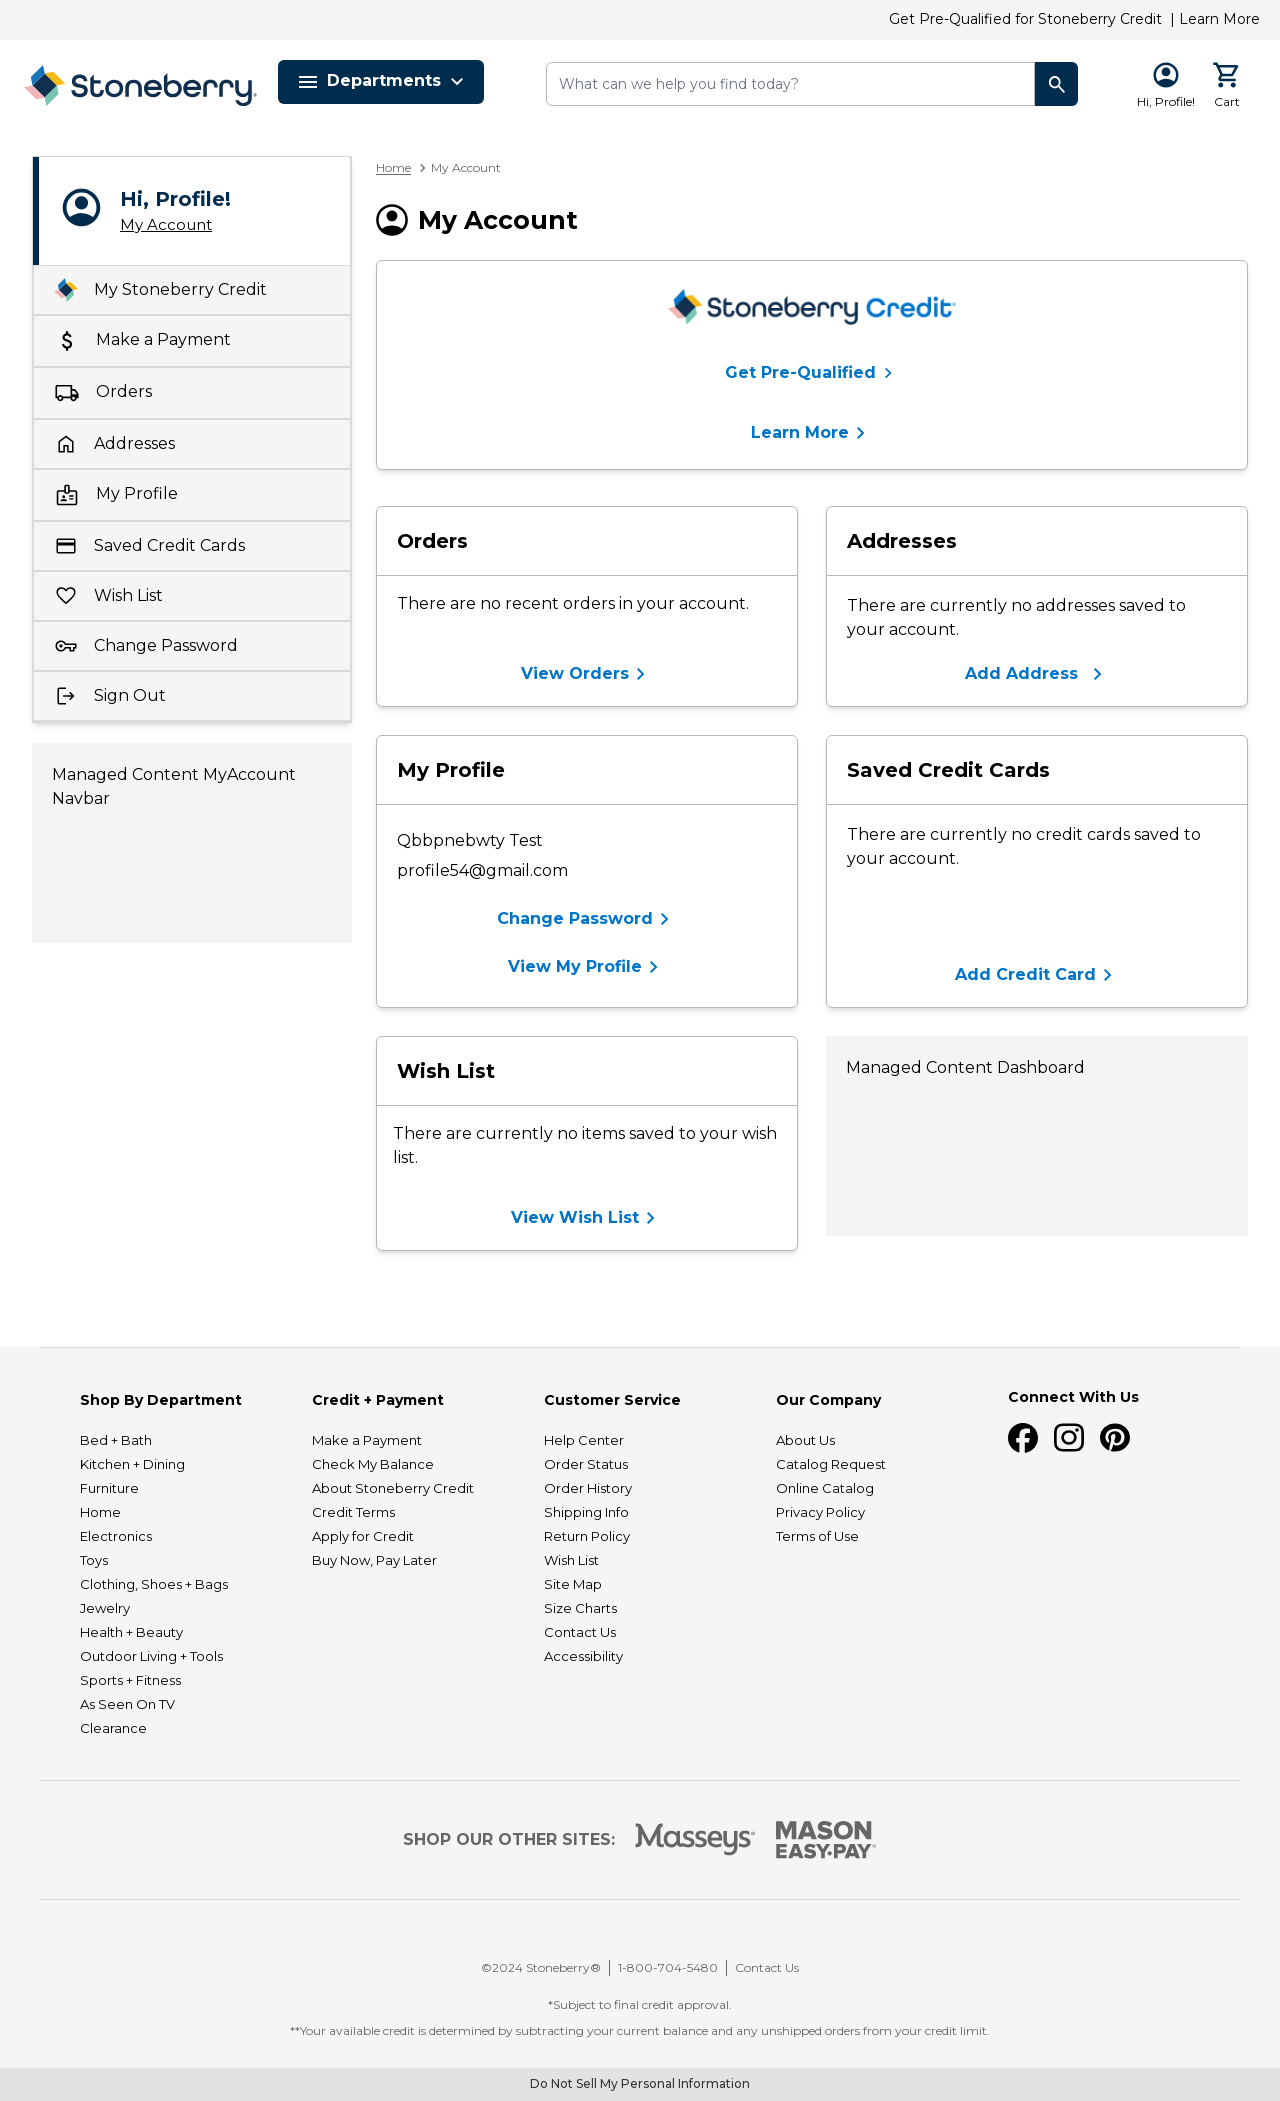 Get Pre-Qualified for Stoneberry Credit | Learn More
Stoneberry.
Departments
What can we help you find today?
Hi, Profile!
Cart
Hi, Profile!
My Account
My Stoneberry Credit
Make a Payment
Orders
Addresses
My Profile
Saved Credit Cards
Wish List
Change Password
Sign Out
Managed Content MyAccount
Navbar
Home > My Account
My Account
Stoneberry Credit
Get Pre-Qualified
Learn More
Orders
There are no recent orders in your account.
View Orders
Addresses
There are currently no addresses saved to
your account.
Add Address
My Profile
Qbbpnebwty Test
profile54@gmail.com
Change Password
View My Profile
Saved Credit Cards
There are currently no credit cards saved to
your account.
Add Credit Card
Wish List
There are currently no items saved to your wish
list.
View Wish List
Managed Content Dashboard
Shop By Department
Bed + Bath
Kitchen + Dining
Furniture
Home
Electronics
Toys
Clothing, Shoes + Bags
Jewelry
Health + Beauty
Outdoor Living + Tools
Sports + Fitness
As Seen On TV
Clearance
Credit + Payment
Make a Payment
Check My Balance
About Stoneberry Credit
Credit Terms
Apply for Credit
Buy Now, Pay Later
Customer Service
Help Center
Order Status
Order History
Shipping Info
Return Policy
Wish List
Site Map
Size Charts
Contact Us
Accessibility
Our Company
About Us
Catalog Request
Online Catalog
Privacy Policy
Terms of Use
Connect With Us
SHOP OUR OTHER SITES:
Masseys
MASON
EASY•PAY
©2024 Stoneberry® | 1-800-704-5480 | Contact Us
*Subject to final credit approval.
**Your available credit is determined by subtracting your current balance and any unshipped orders from your credit limit.
Do Not Sell My Personal Information